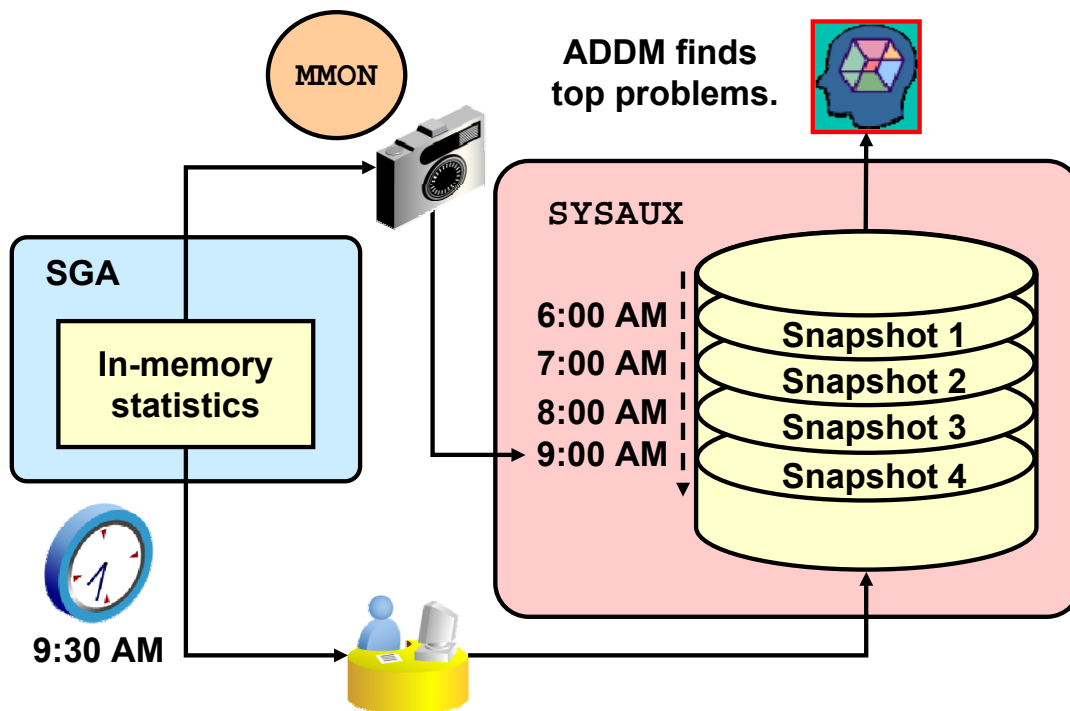 MMON
ADDM finds
top problems.
SGA
In-memory
statistics
SYSAUX
6:00 AM
7:00 AM
8:00 AM
9:00 AM
Snapshot 1
Snapshot 2
Snapshot 3
Snapshot 4
9:30 AM